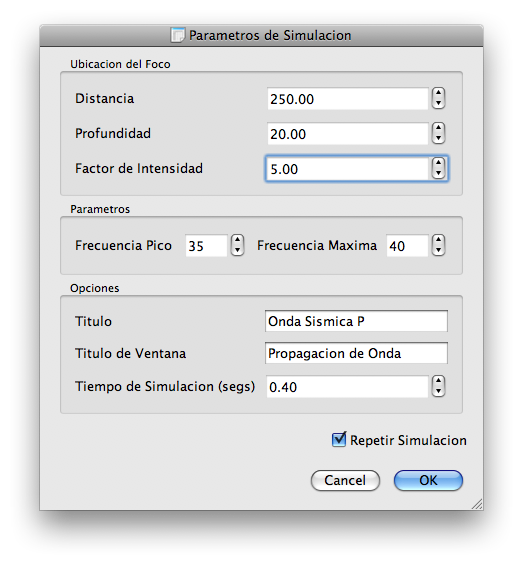 Parametros de Simulacion
Ubicacion del Foco
Distancia 250.00
Profundidad 20.00
Factor de Intensidad 5.00
Parametros
Frecuencia Pico 35 Frecuencia Maxima 40
Opciones
Titulo Onda Sismica P
Titulo de Ventana Propagacion de Onda
Tiempo de Simulacion (segs) 0.40
Repetir Simulacion
Cancel OK